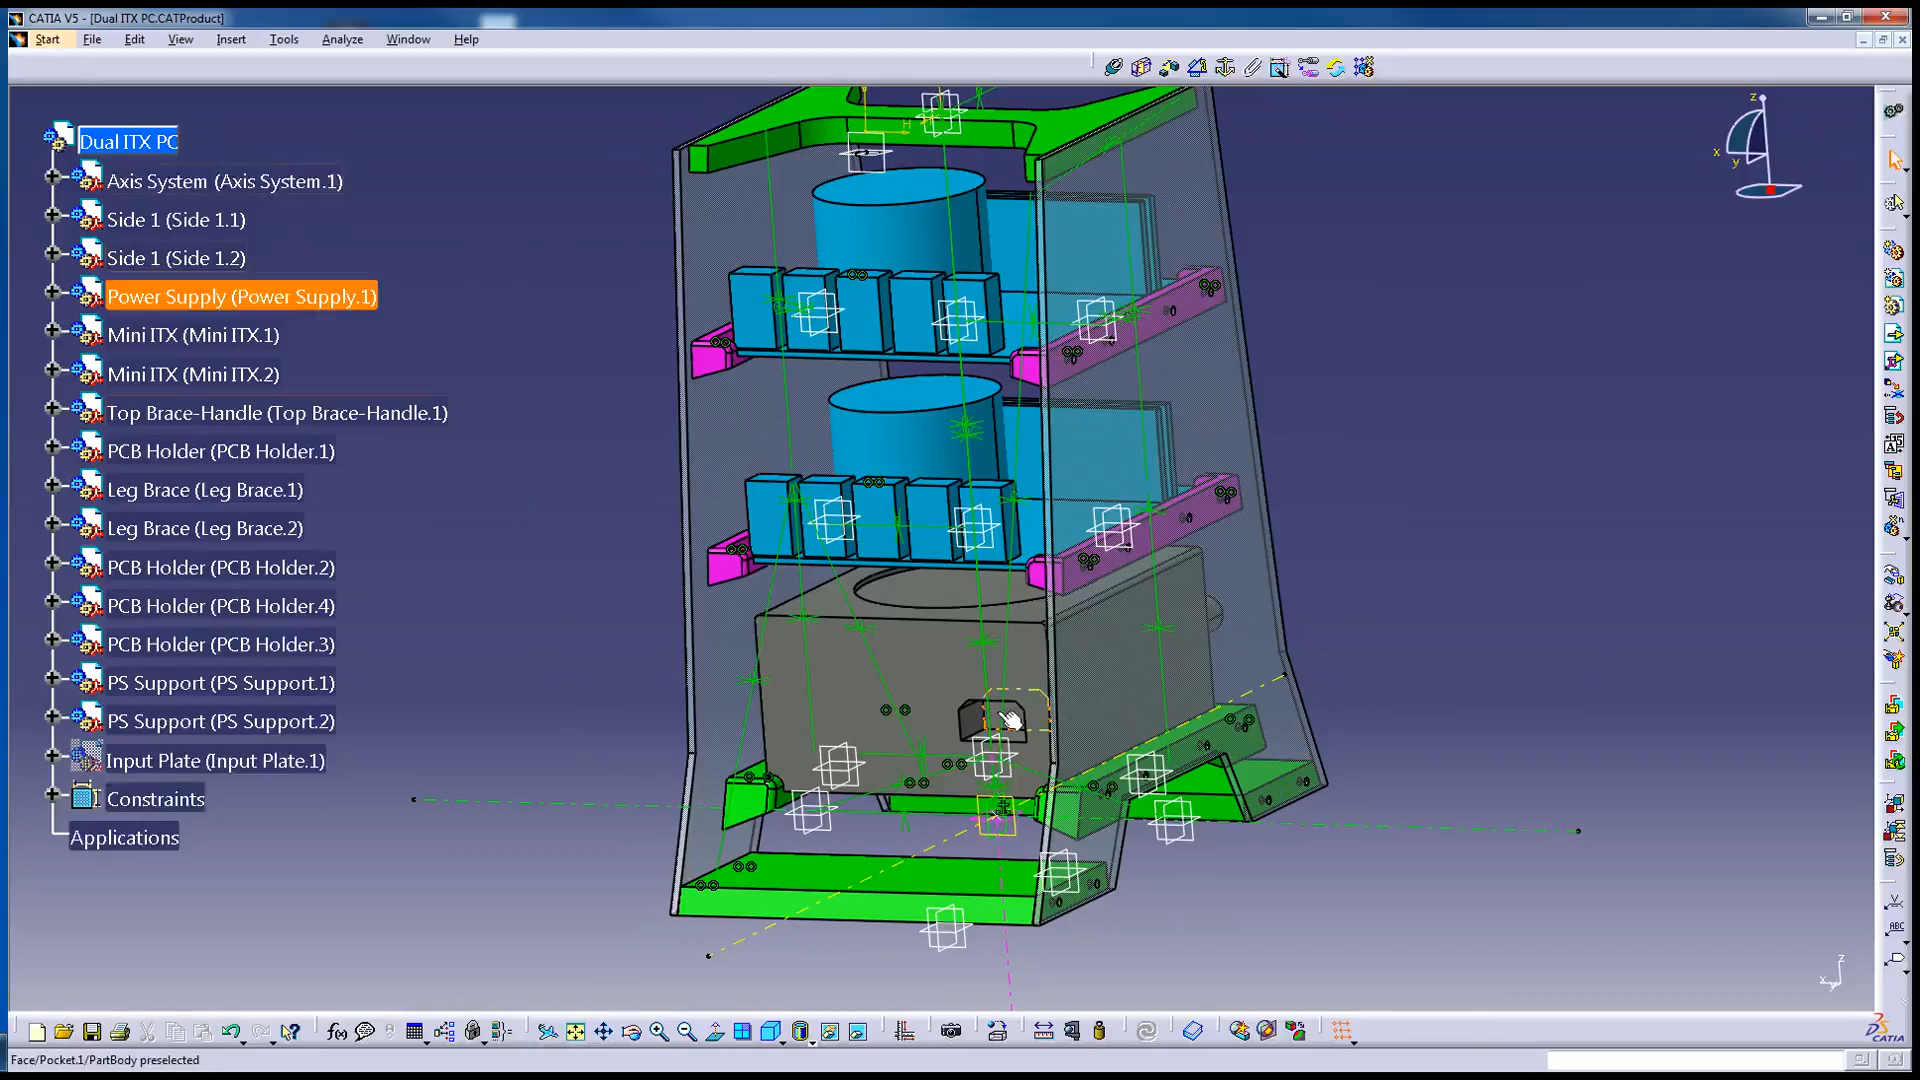 CATIA V5 - [Dual ITX PC.CATProduct]
Start File Edit View Insert Tools Analyze Window Help
Dual ITX PC
Axis System (Axis System.1)
Side 1 (Side 1.1)
Side 1 (Side 1.2)
Power Supply (Power Supply.1)
Mini ITX (Mini ITX.1)
Mini ITX (Mini ITX.2)
Top Brace-Handle (Top Brace-Handle.1)
PCB Holder (PCB Holder.1)
Leg Brace (Leg Brace.1)
Leg Brace (Leg Brace.2)
PCB Holder (PCB Holder.2)
PCB Holder (PCB Holder.4)
PCB Holder (PCB Holder.3)
PS Support (PS Support.1)
PS Support (PS Support.2)
Input Plate (Input Plate.1)
Constraints
Applications
H
z
x
y
z
x
y
CATIA
Face/Pocket.1/PartBody preselected